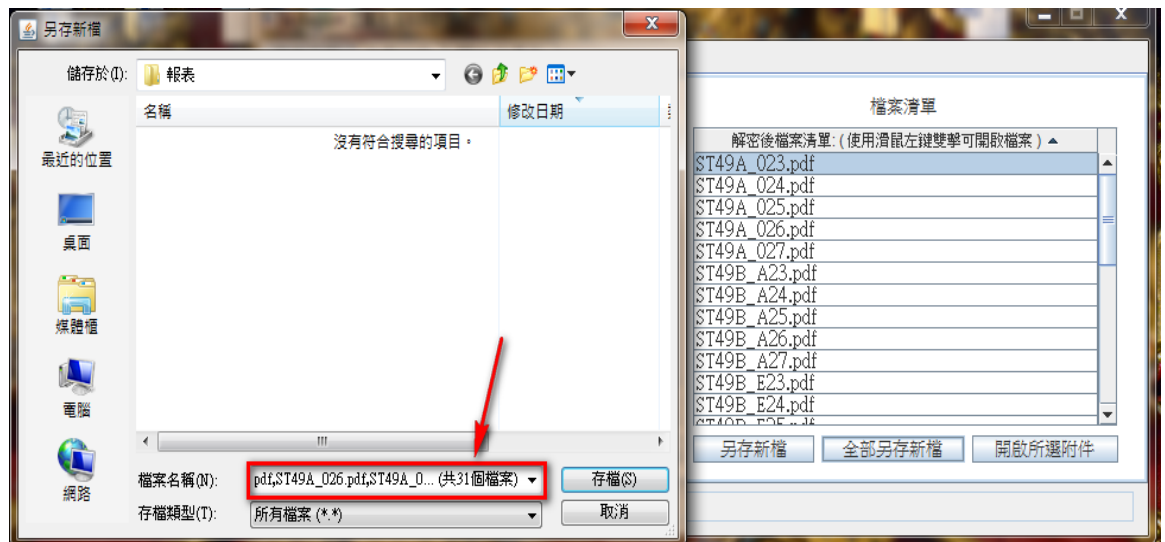 另存新檔
儲存於(I):
報表
最近的位置
桌面
媒體櫃
電腦
網路
名稱
修改日期
沒有符合搜尋的項目。
檔案名稱(N):
pdf,ST49A_026.pdf,ST49A_0... (共31個檔案)
存檔(S)
存檔類型(T):
所有檔案 (*.*)
取消
檔案清單
解密後檔案清單: ( 使用滑鼠左鍵雙擊可開啟檔案 )
ST49A_023.pdf
ST49A_024.pdf
ST49A_025.pdf
ST49A_026.pdf
ST49A_027.pdf
ST49B_A23.pdf
ST49B_A24.pdf
ST49B_A25.pdf
ST49B_A26.pdf
ST49B_A27.pdf
ST49B_E23.pdf
ST49B_E24.pdf
ST49B_E25.pdf
另存新檔
全部另存新檔
開啟所選附件